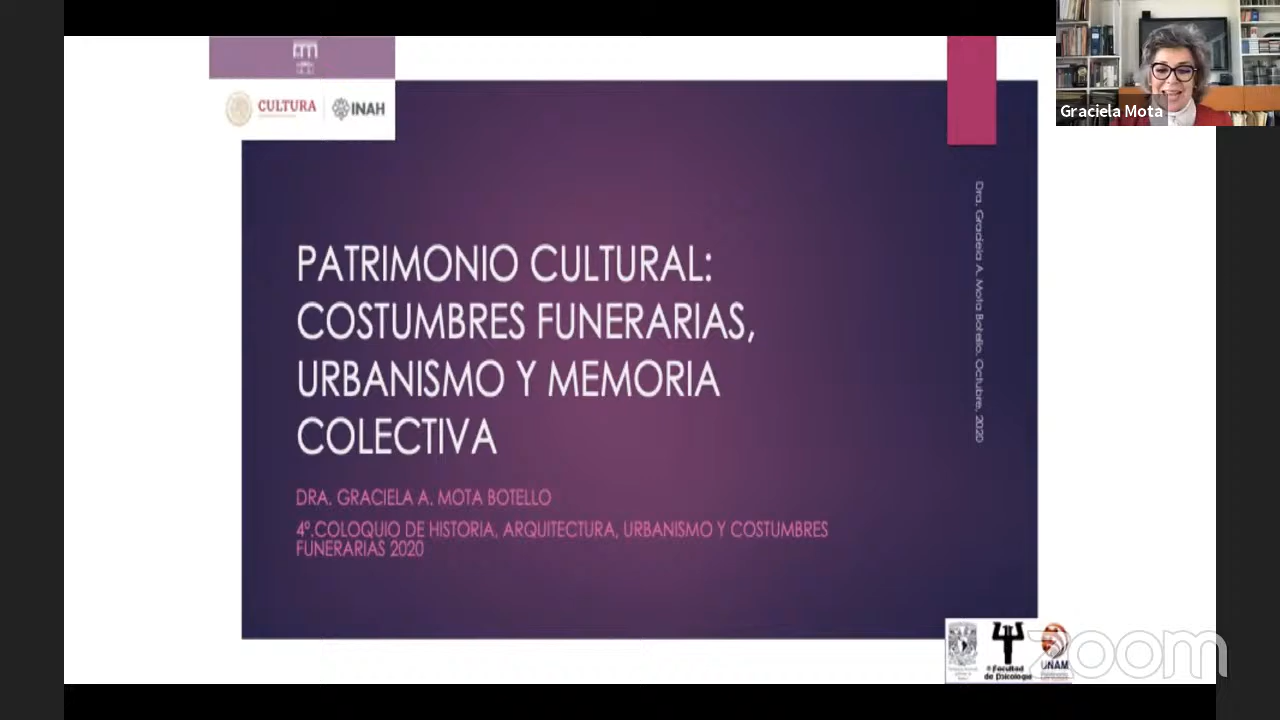 CULTURA
INAH
Graciela Mota
Dra. Graciela A. Mota Botello. Octubre, 2020
PATRIMONIO CULTURAL:
COSTUMBRES FUNERARIAS,
URBANISMO Y MEMORIA
COLECTIVA
DRA. GRACIELA A. MOTA BOTELLO
4º.COLOQUIO DE HISTORIA, ARQUITECTURA, URBANISMO Y COSTUMBRES
FUNERARIAS 2020
Facultad
de Psicología
UNAM
zoom